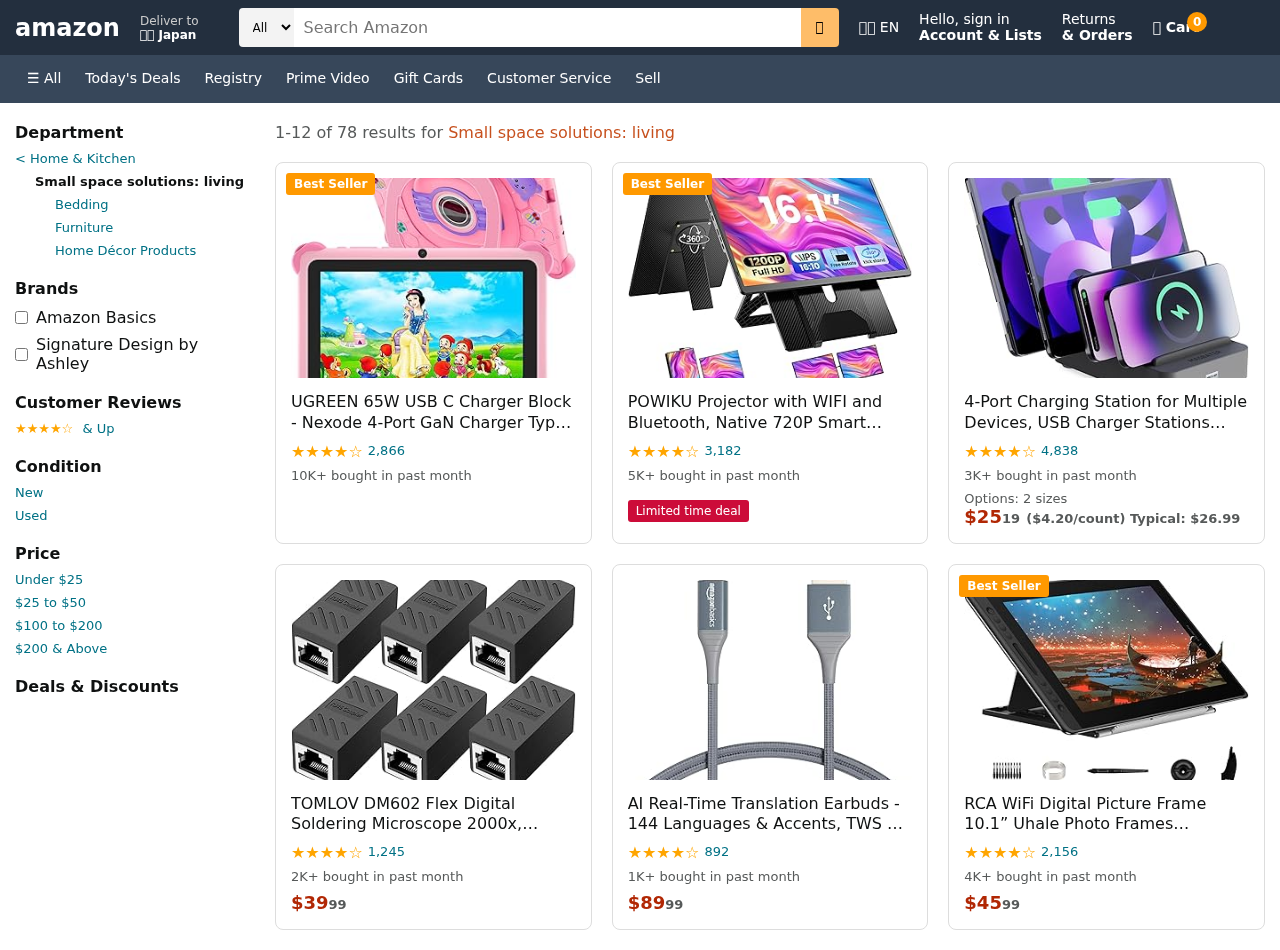 amazon
Deliver to
Japan
All
Search Amazon
EN
Hello, sign in
Account & Lists
Returns
& Orders
0
☰ All
Today's Deals
Registry
Prime Video
Gift Cards
Customer Service
Sell
Department
< Home & Kitchen
Small space solutions: living
Bedding
Furniture
Home Décor Products
Brands
Amazon Basics
Signature Design by
Ashley
Customer Reviews
★★★★☆ & Up
Condition
New
Used
Price
Under $25
$25 to $50
$100 to $200
$200 & Above
Deals & Discounts
1-12 of 78 results for Small space solutions: living
Best Seller
UGREEN 65W USB C Charger Block
- Nexode 4-Port GaN Charger Typ...
★★★★☆ 2,866
10K+ bought in past month
Best Seller
16.1"
360°
1200P
Full HD
IPS
16:10
Free Rotate
360°
POWIKU Projector with WIFI and
Bluetooth, Native 720P Smart...
★★★★☆ 3,182
5K+ bought in past month
Limited time deal
4-Port Charging Station for Multiple
Devices, USB Charger Stations...
★★★★☆ 4,838
3K+ bought in past month
Options: 2 sizes
$2519 ($4.20/count) Typical: $26.99
TOMLOV DM602 Flex Digital
Soldering Microscope 2000x,...
★★★★☆ 1,245
2K+ bought in past month
$3999
amazonbasics
AI Real-Time Translation Earbuds -
144 Languages & Accents, TWS ...
★★★★☆ 892
1K+ bought in past month
$8999
Best Seller
RCA WiFi Digital Picture Frame
10.1” Uhale Photo Frames...
★★★★☆ 2,156
4K+ bought in past month
$4599